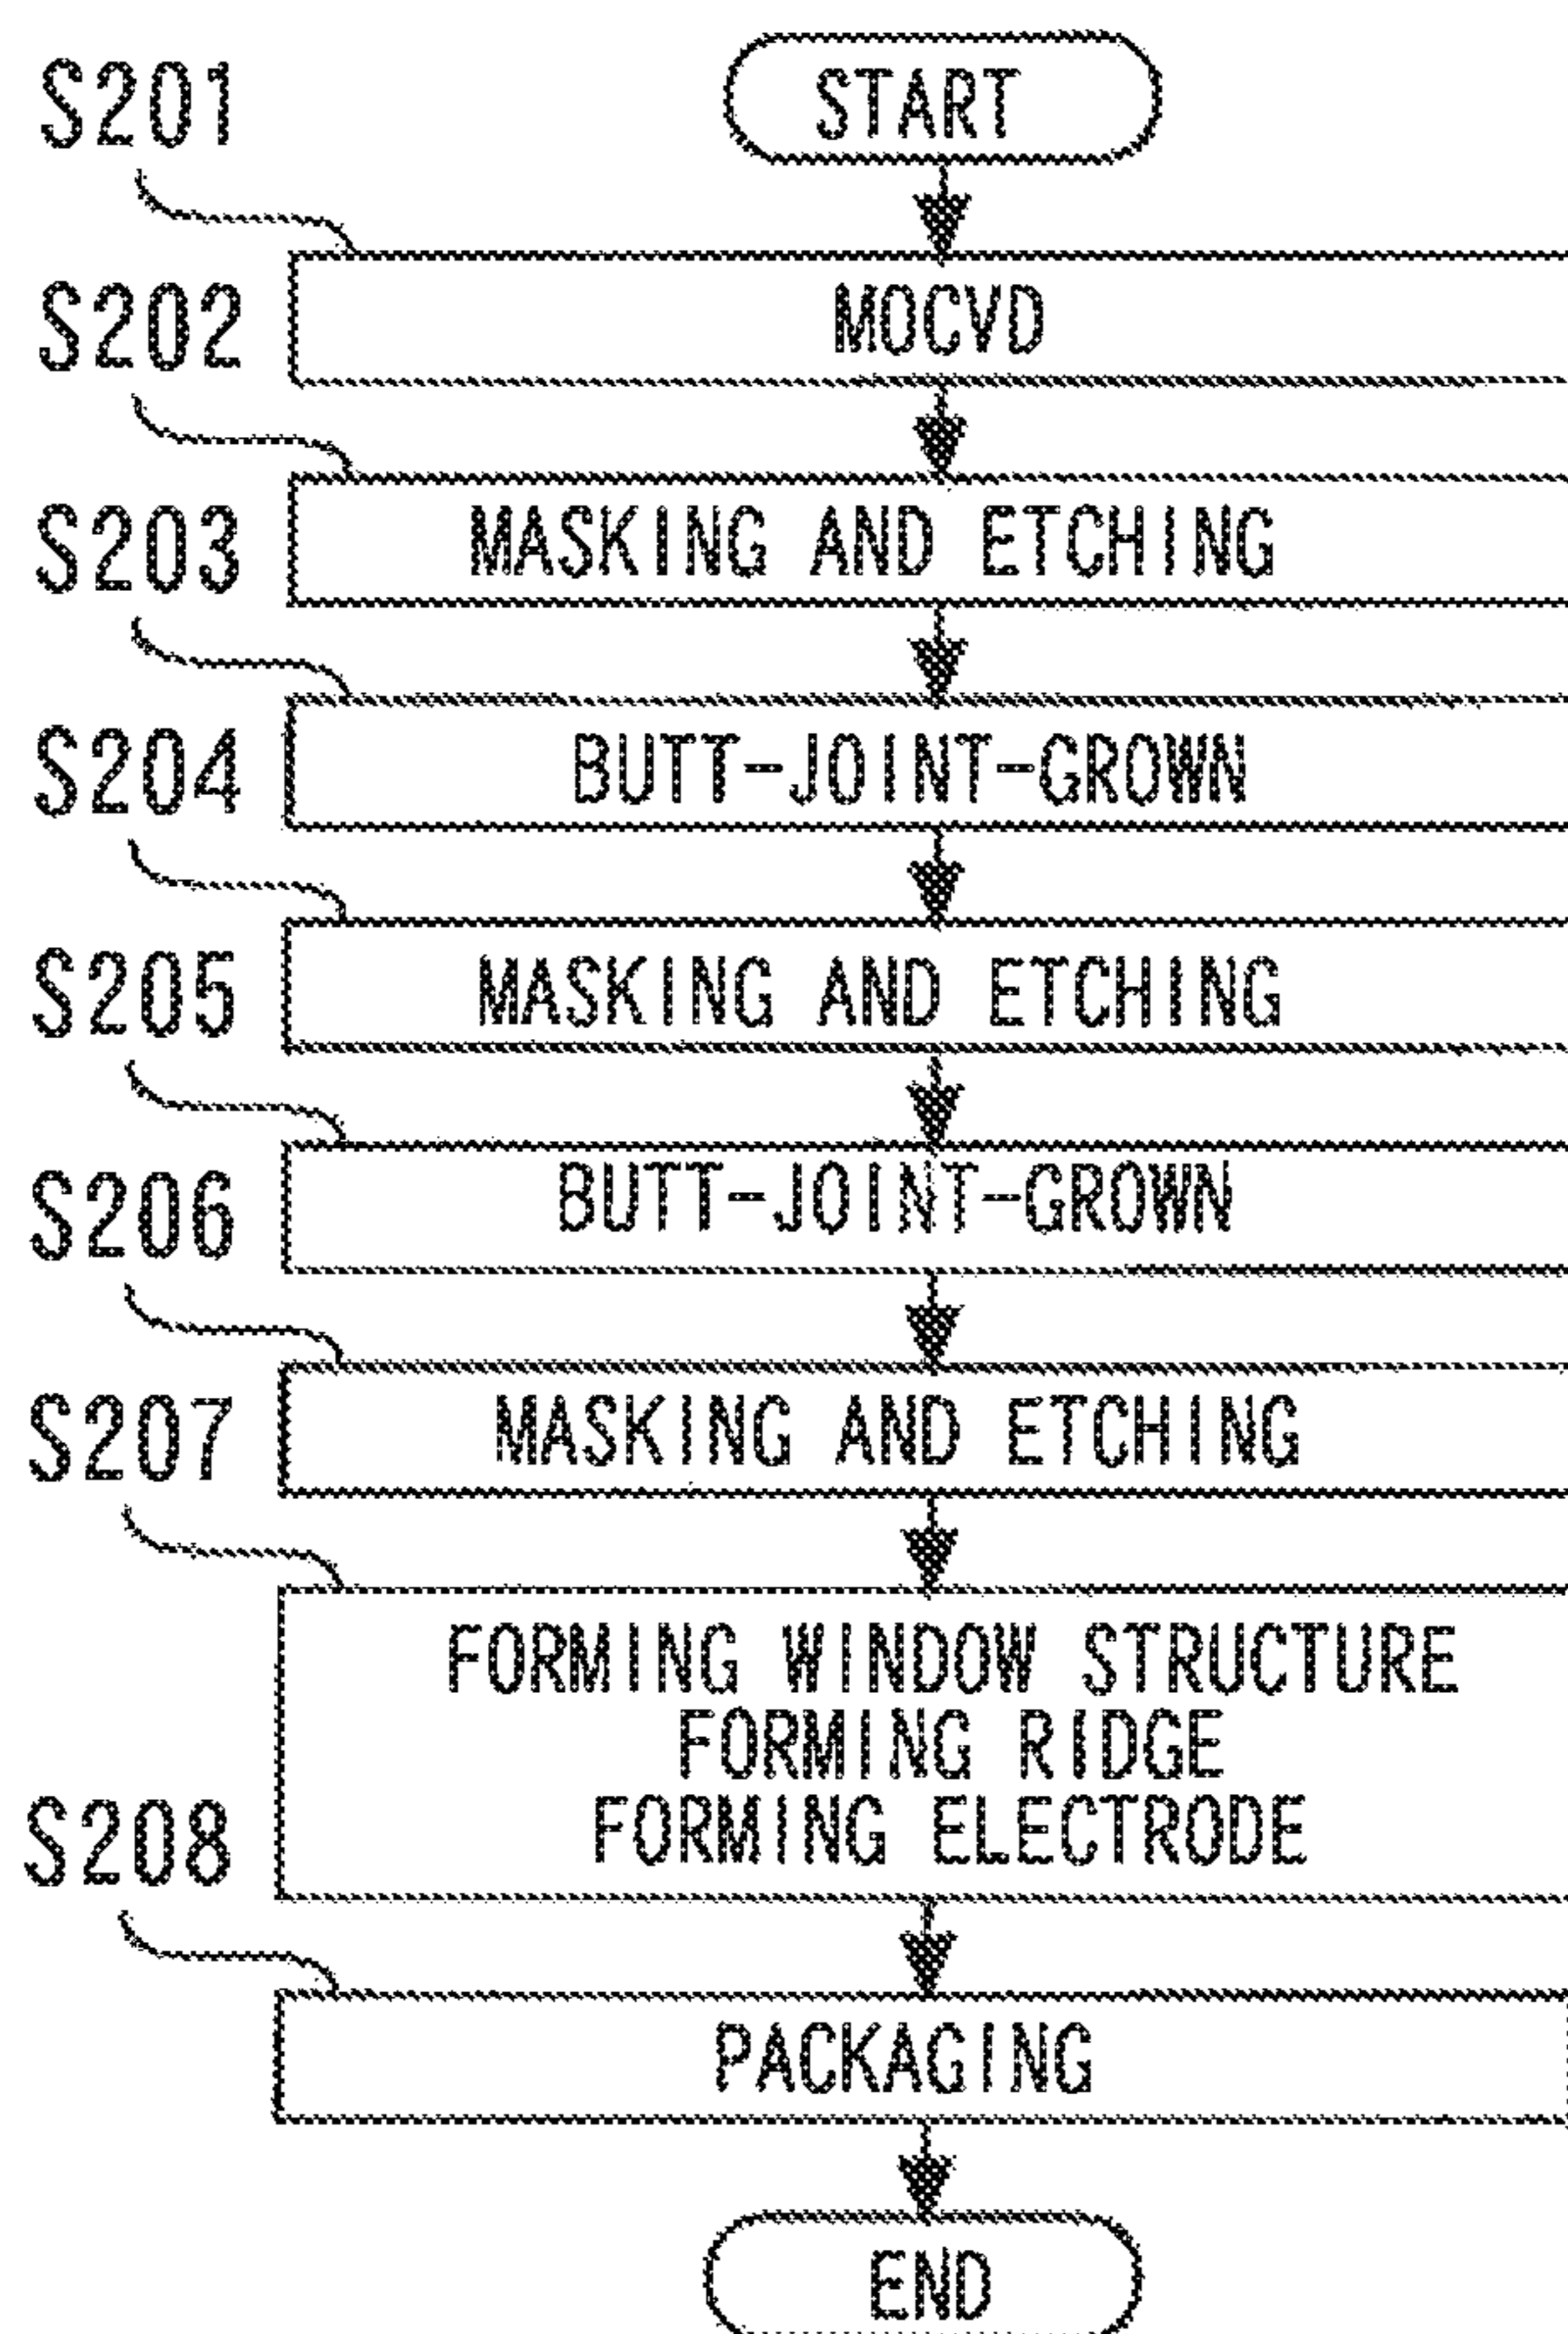 START
S201
MOCVD
S202
MASKING AND ETCHING
S203
BUTT-JOINT-GROWN
S204
MASKING AND ETCHING
S205
BUTT-JOINT-GROWN
S206
MASKING AND ETCHING
S207
FORMING WINDOW STRUCTURE
FORMING RIDGE
FORMING ELECTRODE
S208
PACKAGING
END